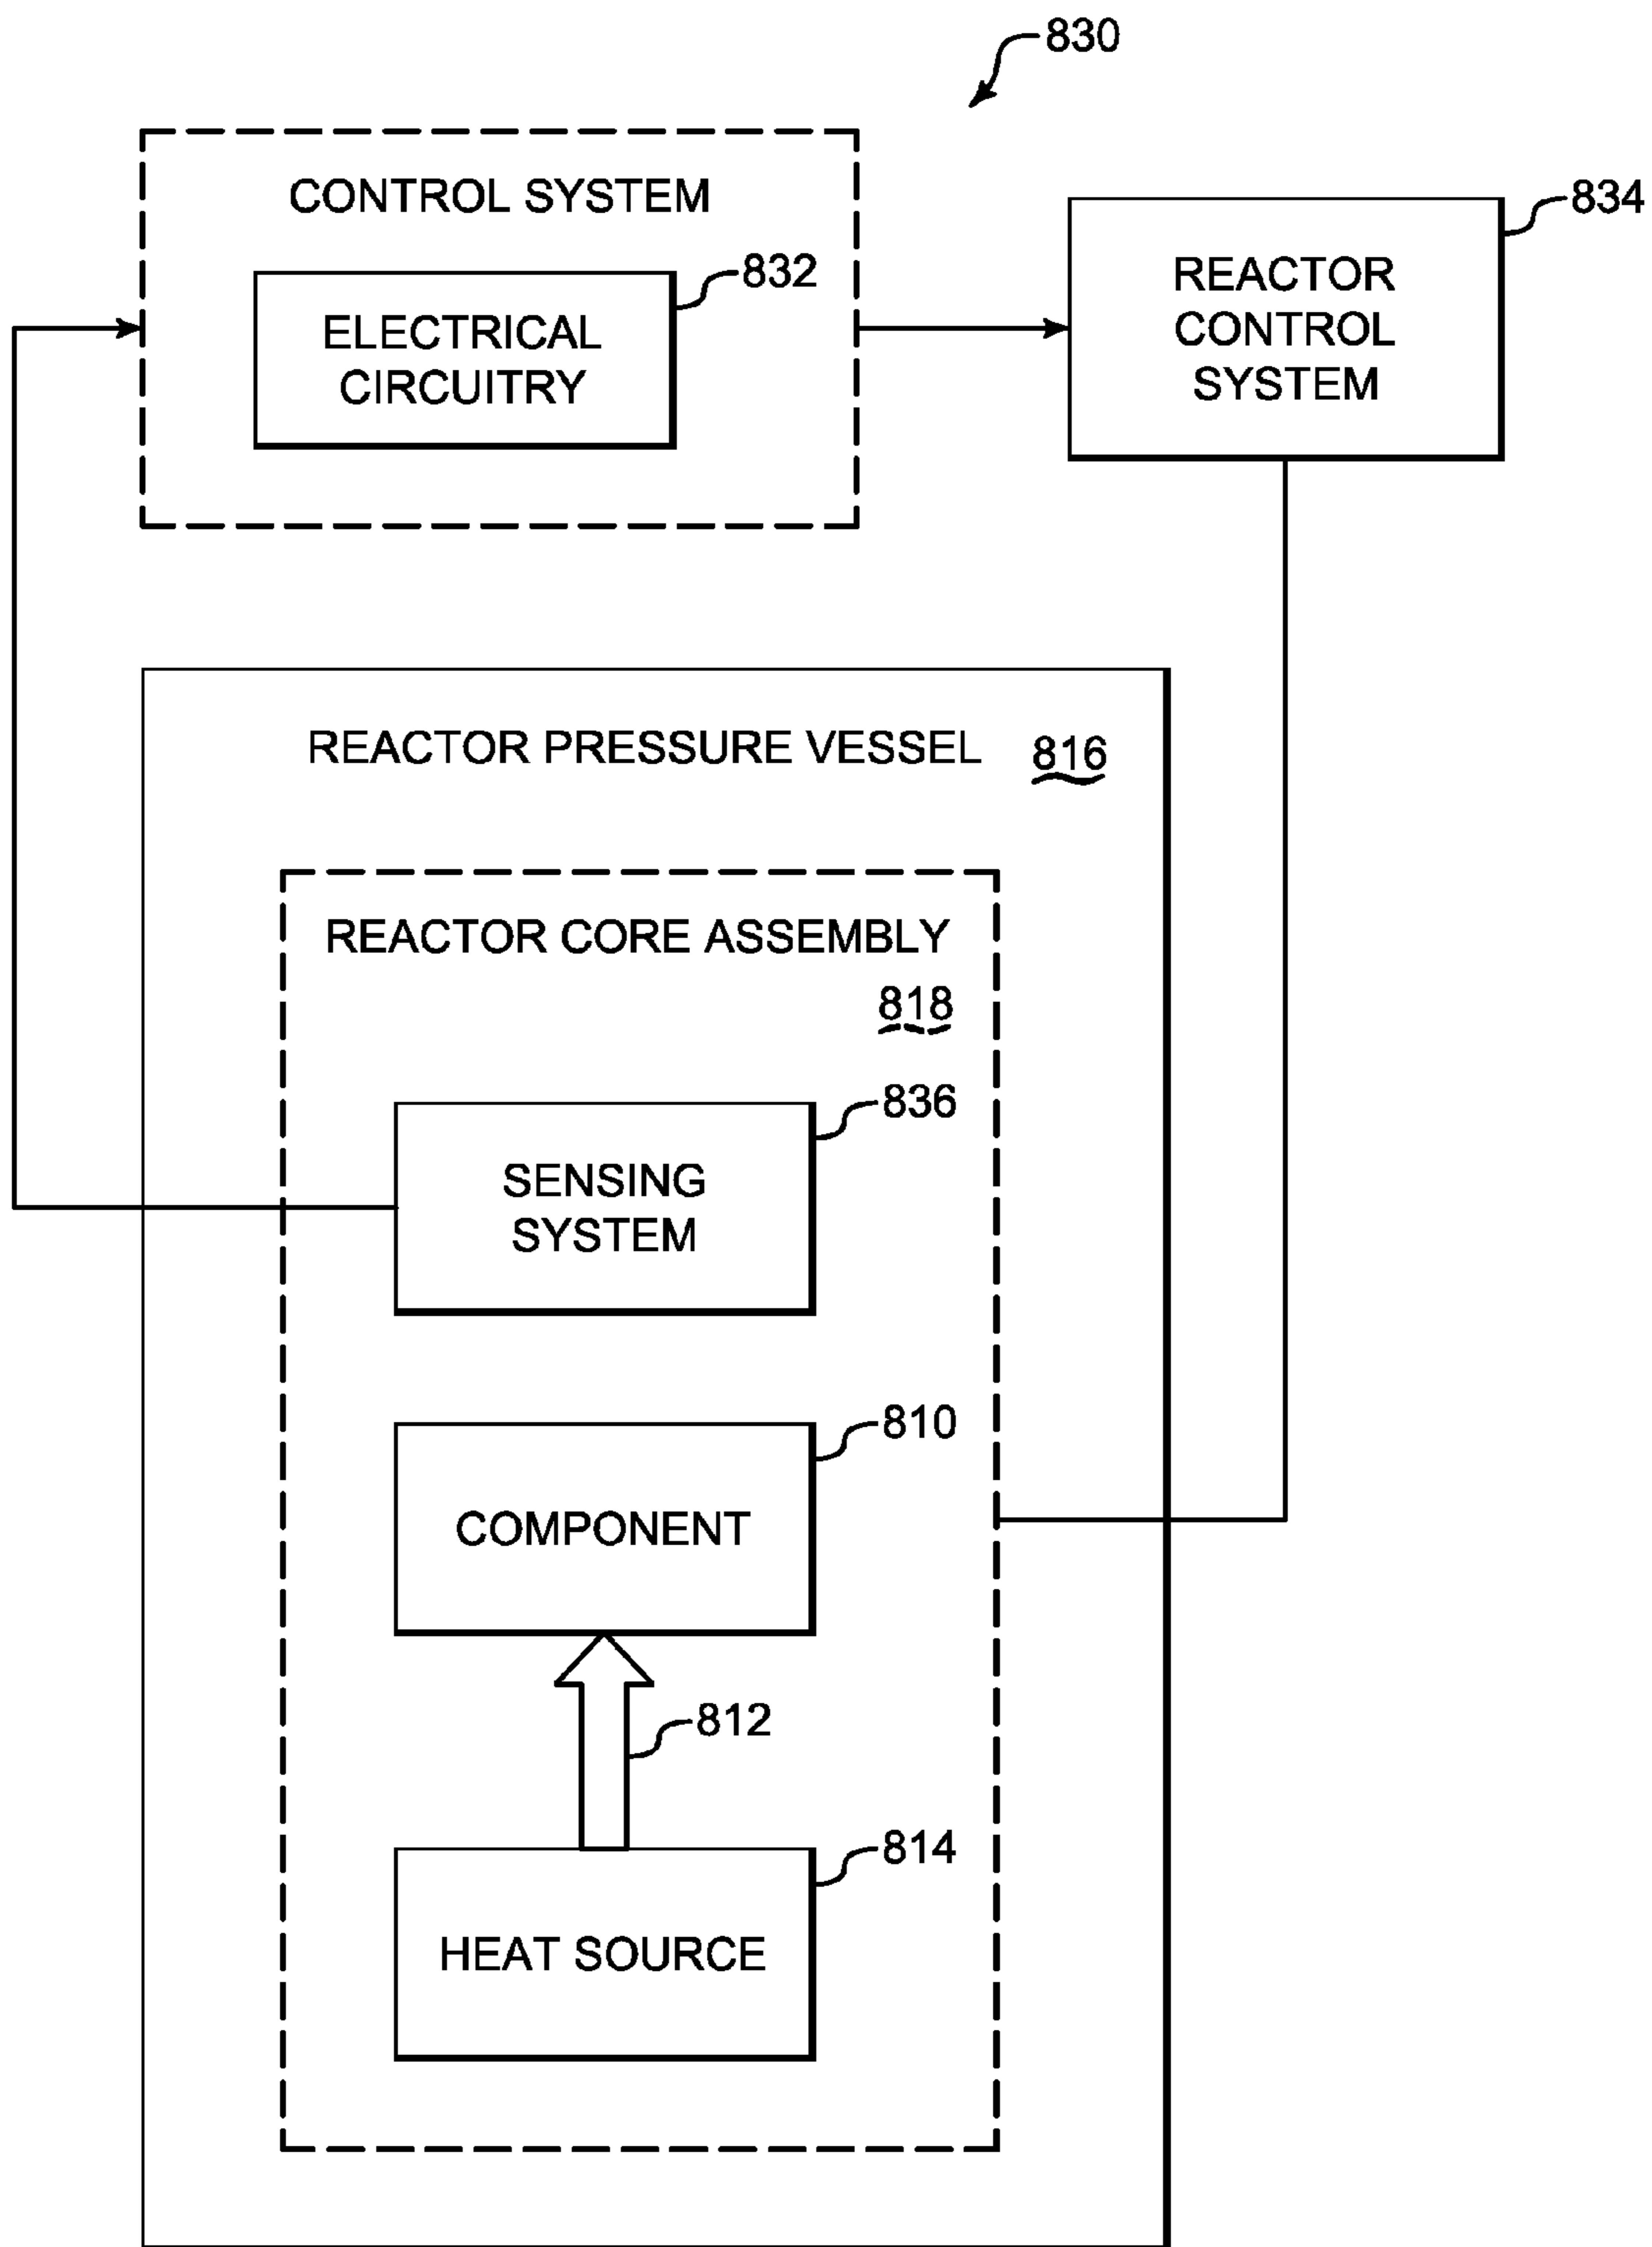 830
CONTROL SYSTEM
834
832
ELECTRICAL
CIRCUITRY
REACTOR
CONTROL
SYSTEM
REACTOR PRESSURE VESSEL 816
REACTOR CORE ASSEMBLY
818
836
SENSING
SYSTEM
810
COMPONENT
812
814
HEAT SOURCE